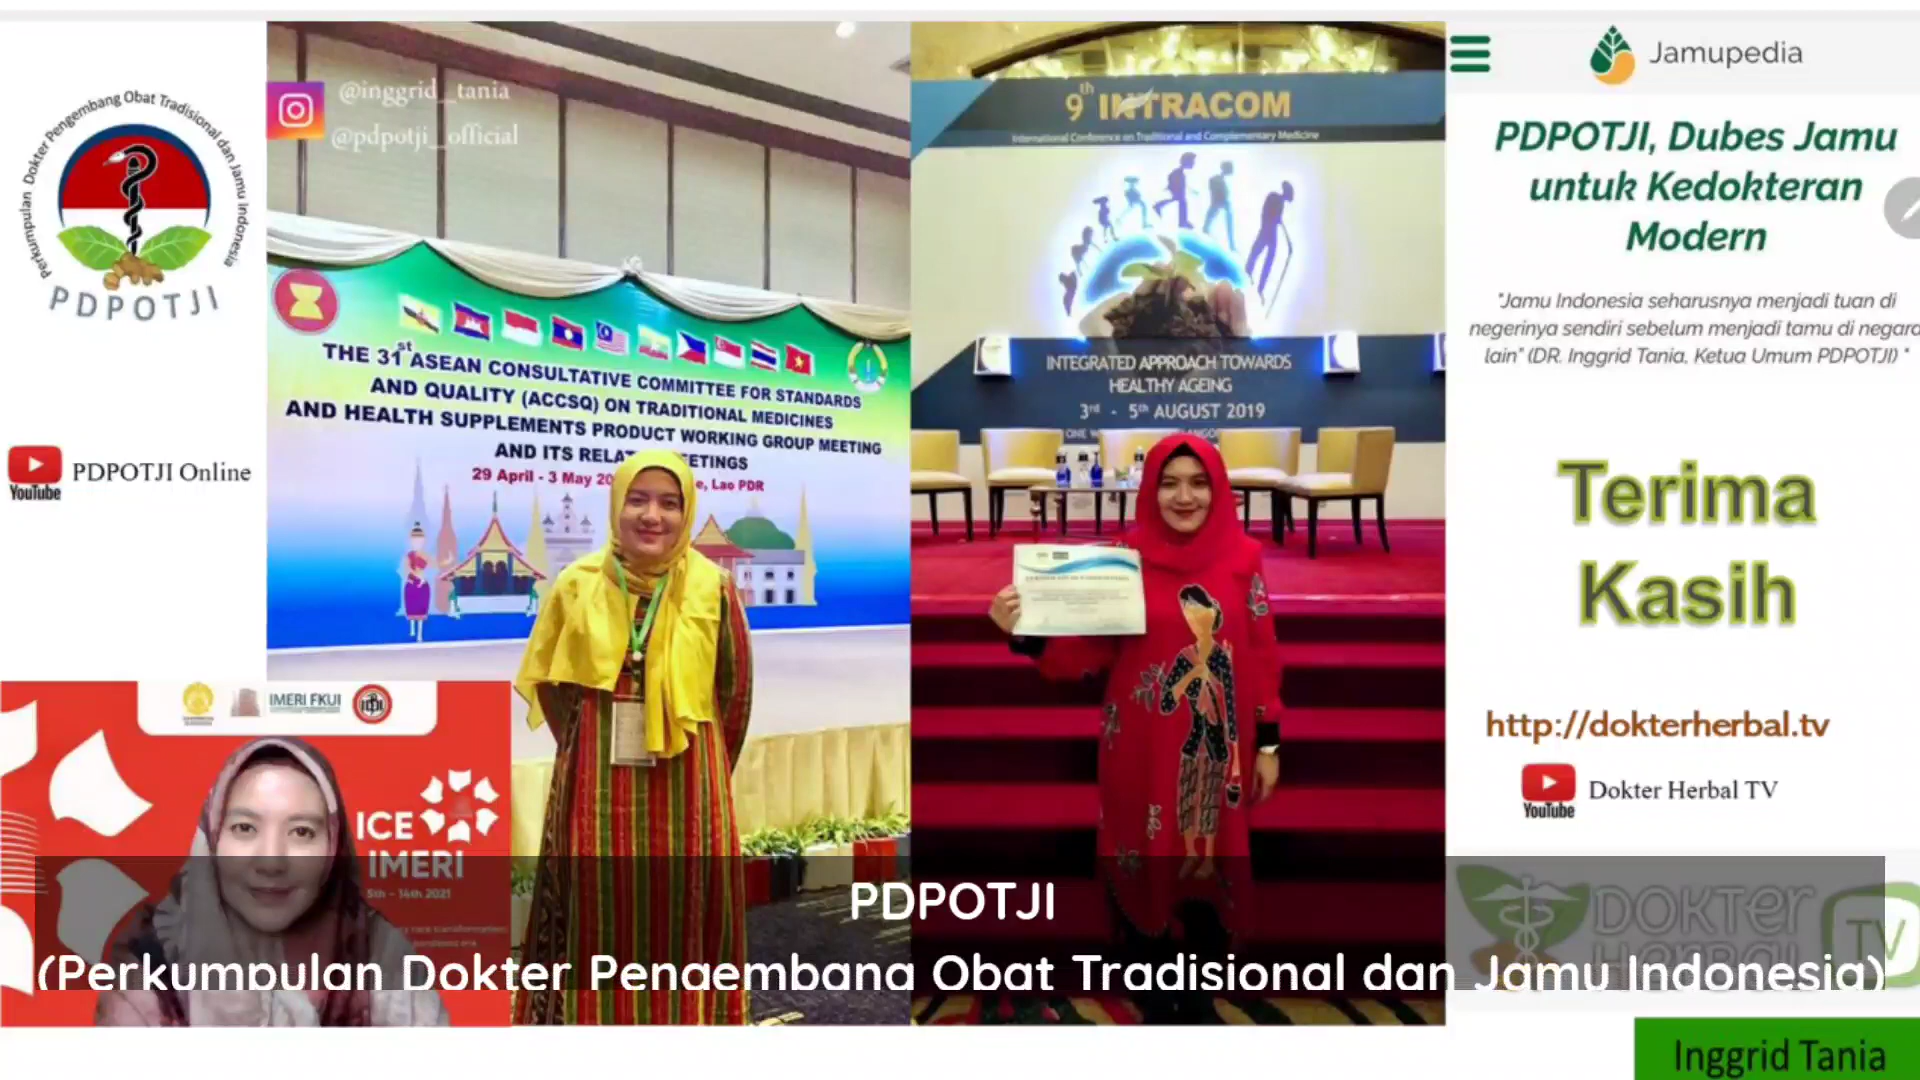 Perkumpulan Dokter Pengembang Obat Tradisional dan Jamu Indonesia
PDPOTJI
YouTube
PDPOTJI Online
@inggrid__tania
@pdpotji__official
THE 31st ASEAN CONSULTATIVE COMMITTEE FOR STANDARDS
AND QUALITY (ACCSQ) ON TRADITIONAL MEDICINES
AND HEALTH SUPPLEMENTS PRODUCT WORKING GROUP MEETING
AND ITS
29 April - 3 May
Lao PDR
9th INTRACOM
International Conference on Traditional and Complementary Medicine
INTEGRATED APPROACH TOWARDS
HEALTHY AGEING
3rd - 5th AUGUST 2019
Jamupedia
PDPOTJI, Dubes Jamu
untuk Kedokteran
Modern
"Jamu Indonesia seharusnya menjadi tuan di
negerinya sendiri sebelum menjadi tamu di negara
lain" (DR. Inggrid Tania, Ketua Umum PDPOTJI) "
Terima
Kasih
http://dokterherbal.tv
YouTube
Dokter Herbal TV
DOKTER
HERBAL
TV
IMERI FKUI
ICE
IMERI
5th - 14th 2021
PDPOTJI
(Perkumpulan Dokter Pengembang Obat Tradisional dan Jamu Indonesia)
Inggrid Tania